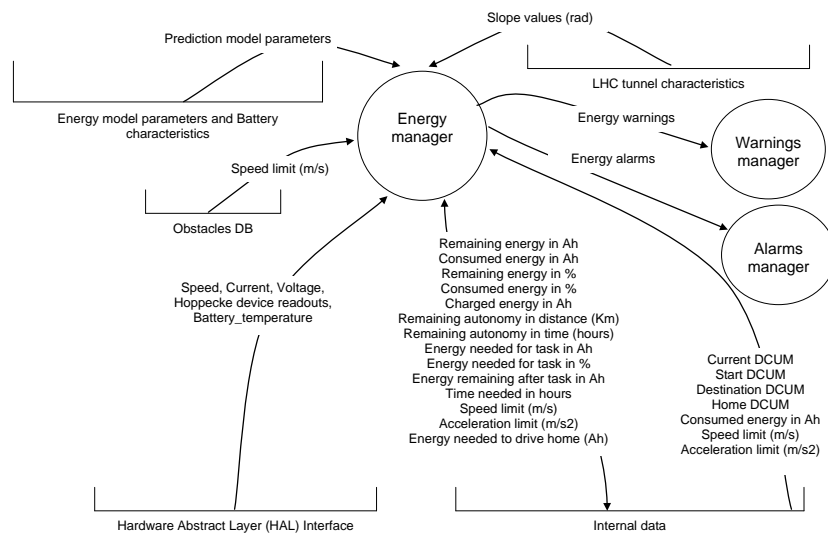 Slope values (rad)
Prediction model parameters
LHC tunnel characteristics
Energy model parameters and Battery
characteristics
Energy
manager
Energy warnings
Warnings
manager
Energy alarms
Speed limit (m/s)
Obstacles DB
Alarms
manager
Speed, Current, Voltage,
Hoppecke device readouts,
Battery_temperature
Remaining energy in Ah
Consumed energy in Ah
Remaining energy in %
Consumed energy in %
Charged energy in Ah
Remaining autonomy in distance (Km)
Remaining autonomy in time (hours)
Energy needed for task in Ah
Energy needed for task in %
Energy remaining after task in Ah
Time needed in hours
Speed limit (m/s)
Acceleration limit (m/s2)
Energy needed to drive home (Ah)
Current DCUM
Start DCUM
Destination DCUM
Home DCUM
Consumed energy in Ah
Speed limit (m/s)
Acceleration limit (m/s2)
Hardware Abstract Layer (HAL) Interface
Internal data